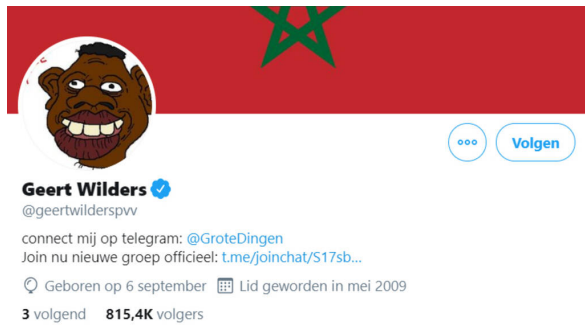 Volgen
Geert Wilders
@geertwilderspvv
connect mij op telegram: @GroteDingen
Join nu nieuwe groep officieel: t.me/joinchat/S17sb...
Geboren op 6 september Lid geworden in mei 2009
3 volgend 815,4K volgers